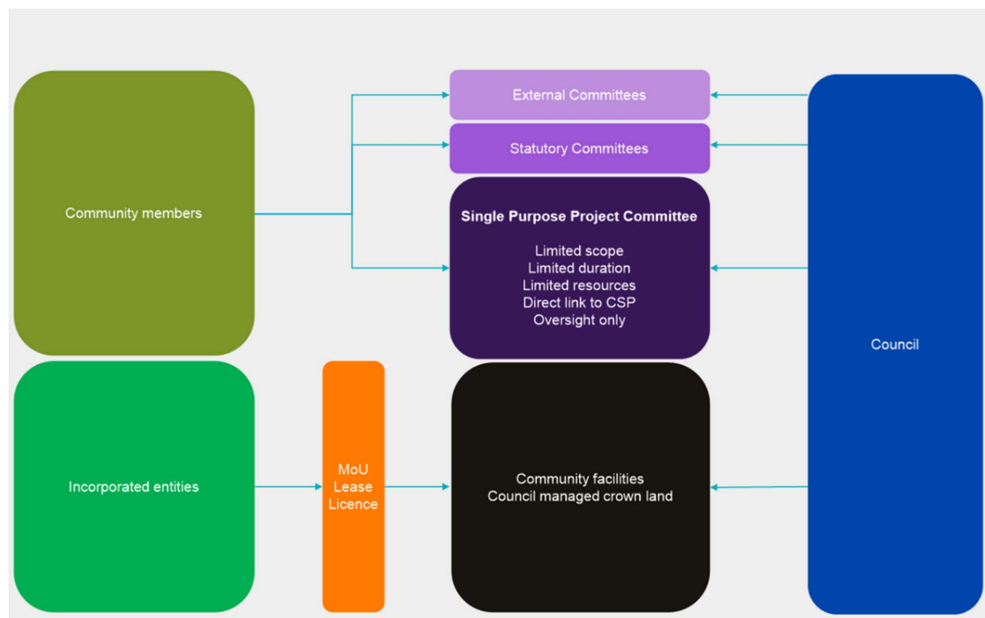 External Committees
Statutory Committees
Community members
Single Purpose Project Committee
Limited scope
Limited duration
Limited resources
Direct link to CSP
Oversight only
Council
Incorporated entities
MoU
Lease
Licence
Community facilities
Council managed crown land